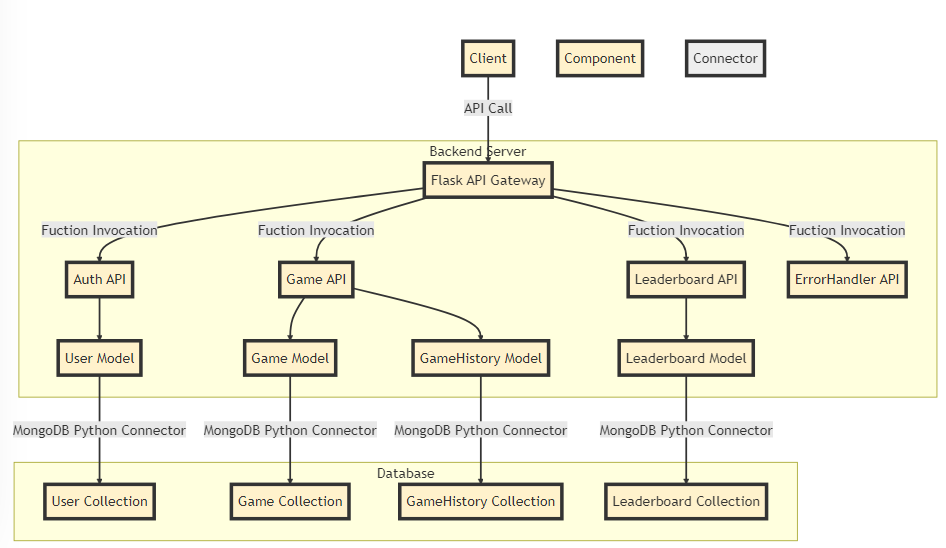 Client
Component
Connector
API Call
Backend Server
Flask API Gateway
Fuction Invocation
Fuction Invocation
Fuction Invocation
Fuction Invocation
Auth API
Game API
Leaderboard API
ErrorHandler API
User Model
Game Model
GameHistory Model
Leaderboard Model
MongoDB Python Connector
MongoDB Python Connector
MongoDB Python Connector
MongoDB Python Connector
Database
User Collection
Game Collection
GameHistory Collection
Leaderboard Collection